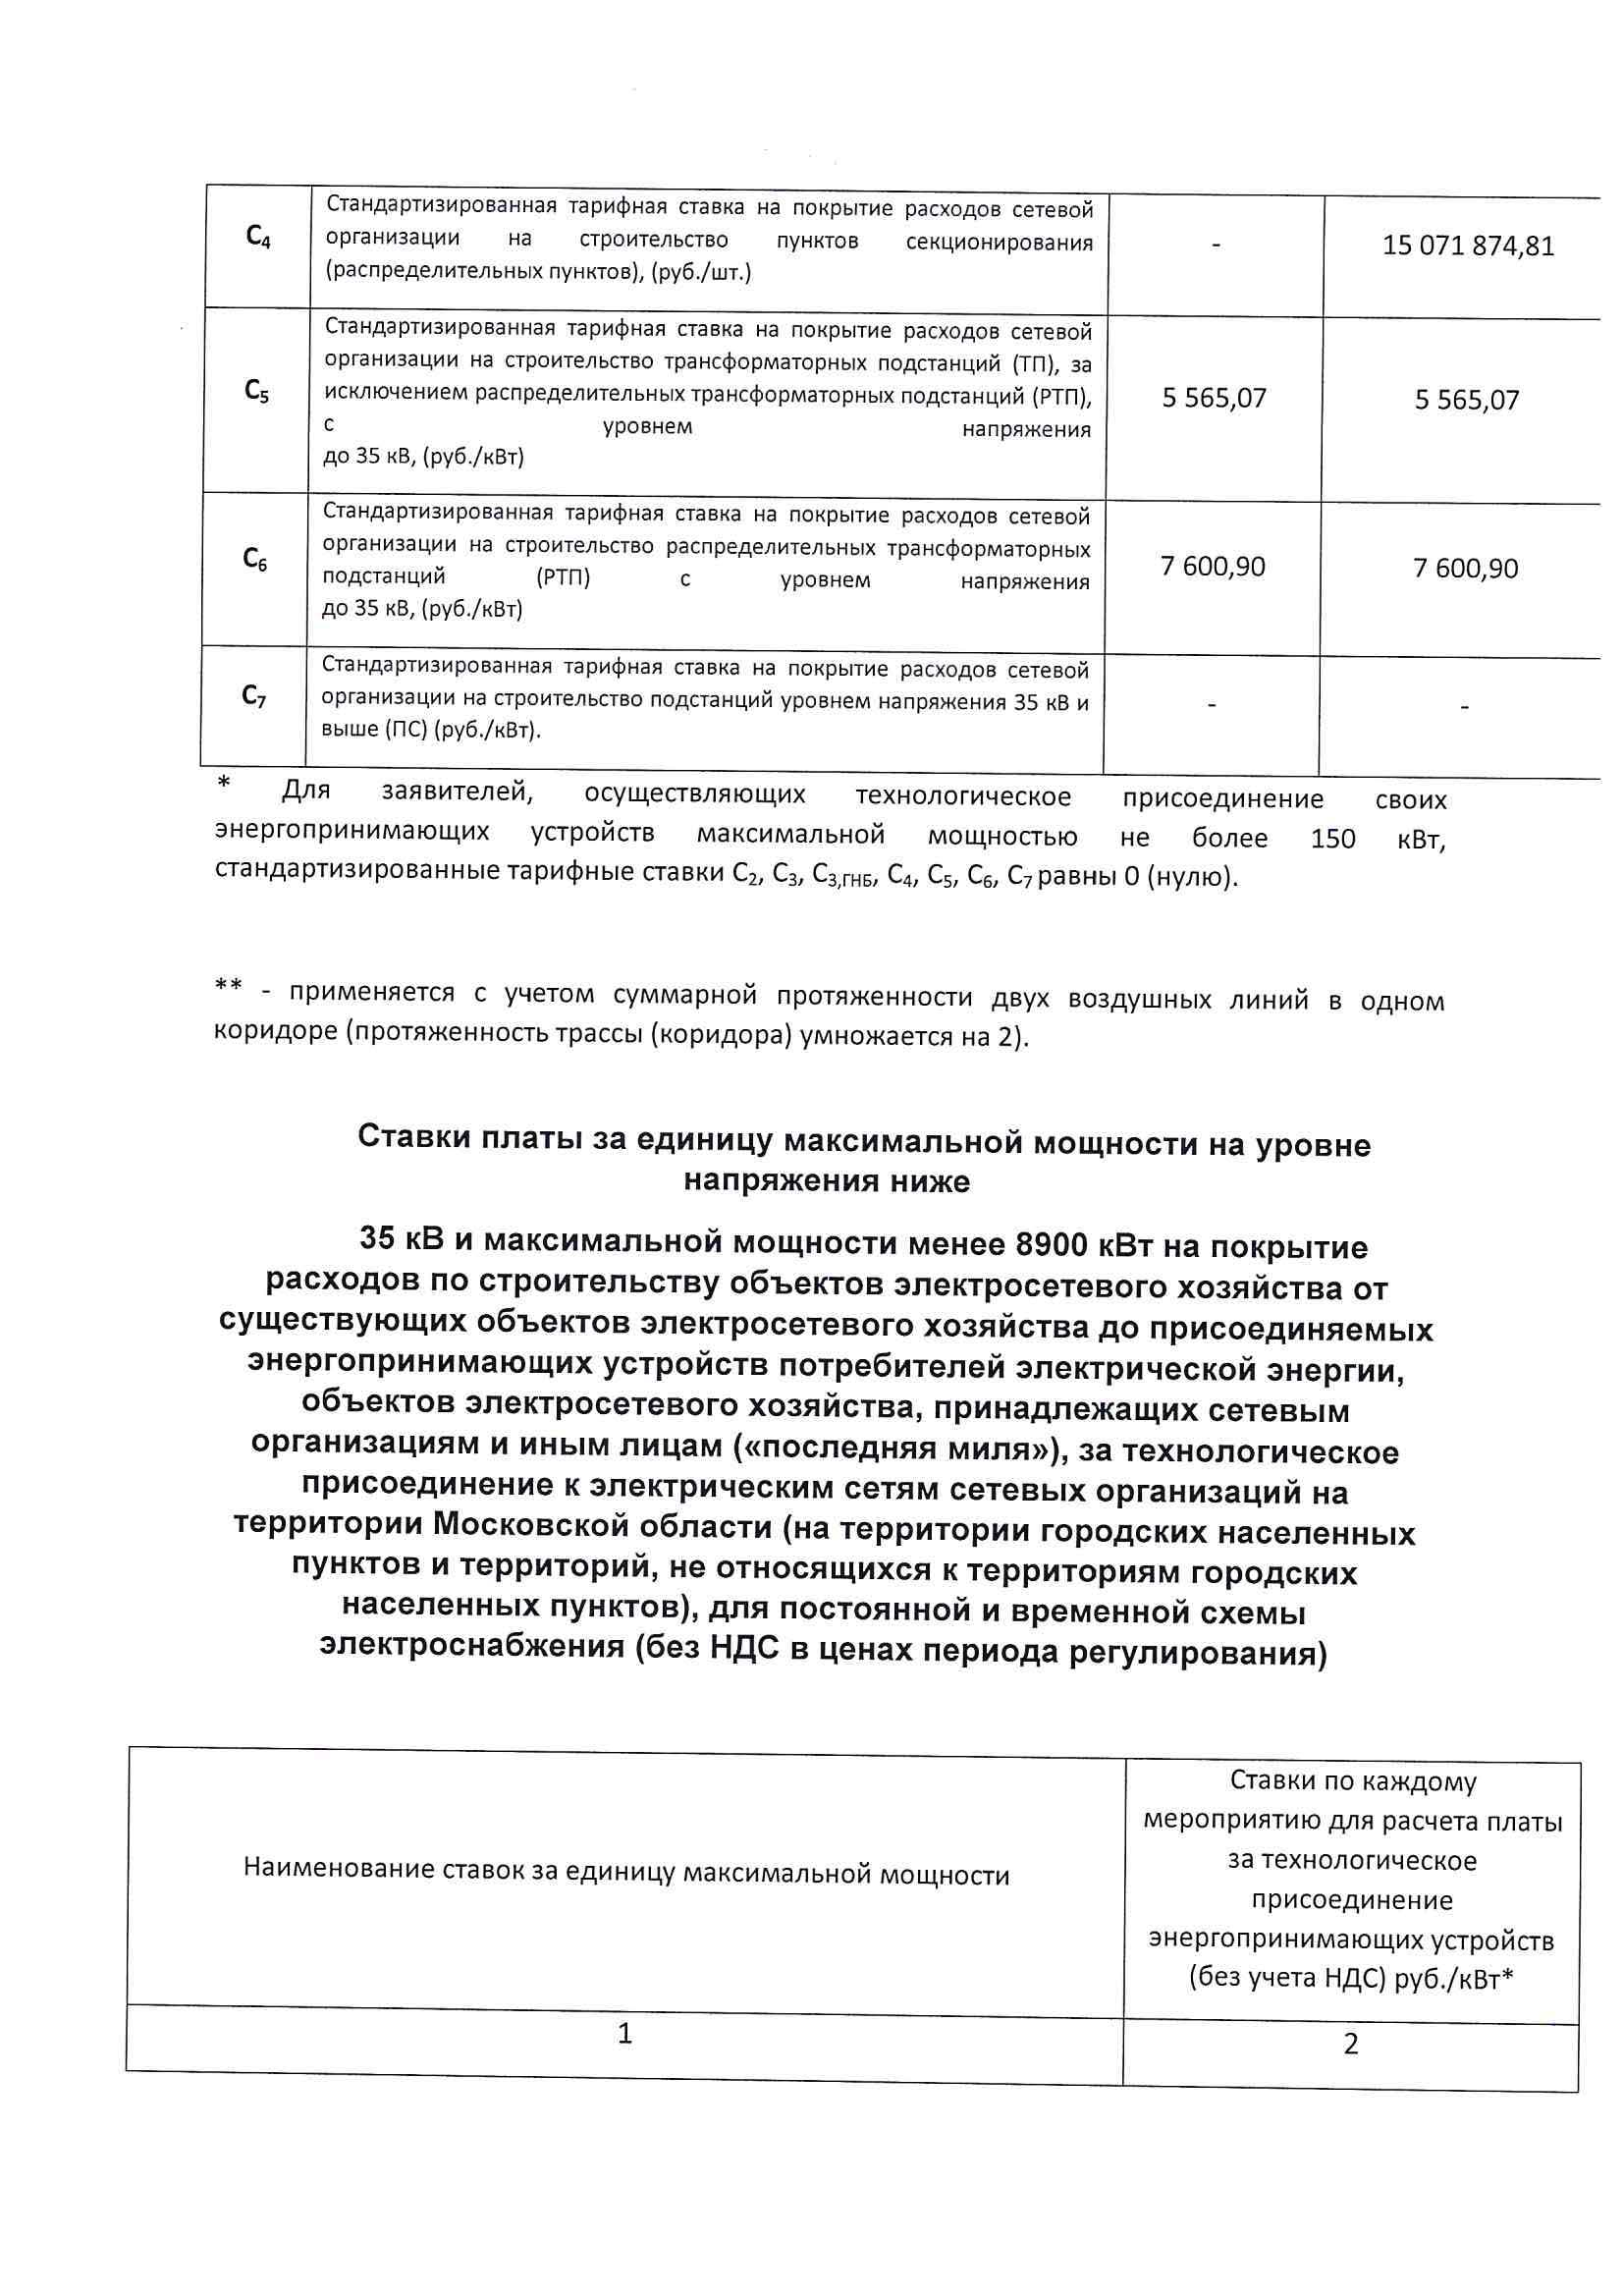 С4
Стандартизированная тарифная ставка на покрытие расходов сетевой
организации на строительство пунктов секционирования
(распределительных пунктов), (руб./шт.)
-
15 071 874,81
С5
Стандартизированная тарифная ставка на покрытие расходов сетевой
организации на строительство трансформаторных подстанций (ТП), за
исключением распределительных трансформаторных подстанций (РТП),
с уровнем напряжения
до 35 кВ, (руб./кВт)
5 565,07
5 565,07
С6
Стандартизированная тарифная ставка на покрытие расходов сетевой
организации на строительство распределительных трансформаторных
подстанций (РТП) с уровнем напряжения
до 35 кВ, (руб./кВт)
7 600,90
7 600,90
С7
Стандартизированная тарифная ставка на покрытие расходов сетевой
организации на строительство подстанций уровнем напряжения 35 кВ и
выше (ПС) (руб./кВт).
-
-
* Для заявителей, осуществляющих технологическое присоединение своих
энергопринимающих устройств максимальной мощностью не более 150 кВт,
стандартизированные тарифные ставки С2, С3, С3,ГНБ, С4, С5, С6, С7 равны 0 (нулю).
** - применяется с учетом суммарной протяженности двух воздушных линий в одном
коридоре (протяженность трассы (коридора) умножается на 2).
Ставки платы за единицу максимальной мощности на уровне
напряжения ниже
35 кВ и максимальной мощности менее 8900 кВт на покрытие
расходов по строительству объектов электросетевого хозяйства от
существующих объектов электросетевого хозяйства до присоединяемых
энергопринимающих устройств потребителей электрической энергии,
объектов электросетевого хозяйства, принадлежащих сетевым
организациям и иным лицам («последняя миля»), за технологическое
присоединение к электрическим сетям сетевых организаций на
территории Московской области (на территории городских населенных
пунктов и территорий, не относящихся к территориям городских
населенных пунктов), для постоянной и временной схемы
электроснабжения (без НДС в ценах периода регулирования)
Наименование ставок за единицу максимальной мощности
Ставки по каждому
мероприятию для расчета платы
за технологическое
присоединение
энергопринимающих устройств
(без учета НДС) руб./кВт*
1
2